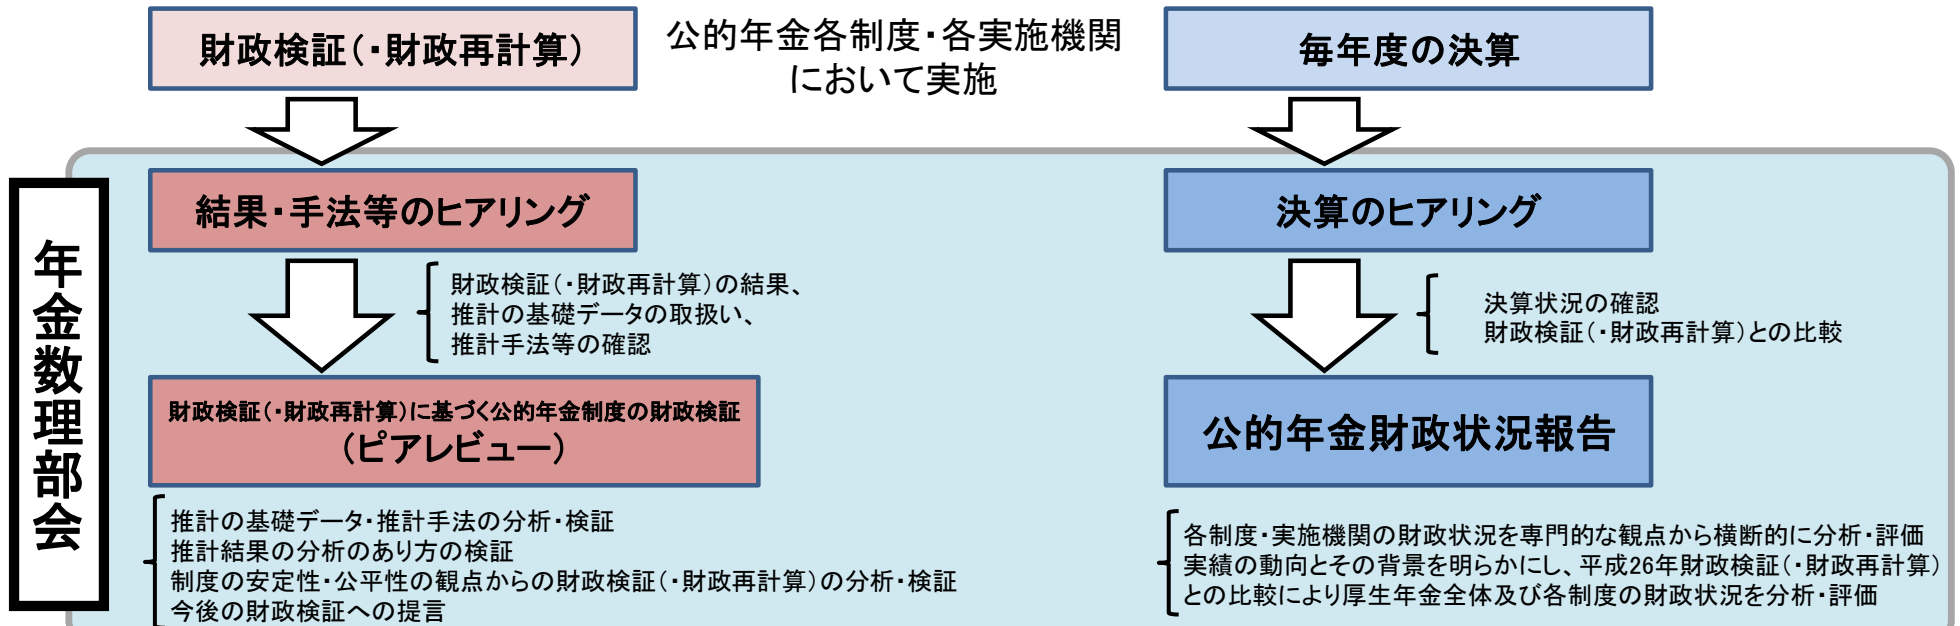 財政検証(・財政再計算)
公的年金各制度・各実施機関
において実施
毎年度の決算
年金数理部会
結果・手法等のヒアリング
財政検証(・財政再計算)の結果、
推計の基礎データの取扱い、
推計手法等の確認
財政検証(・財政再計算)に基づく公的年金制度の財政検証
(ピアレビュー)
推計の基礎データ・推計手法の分析・検証
推計結果の分析のあり方の検証
制度の安定性・公平性の観点からの財政検証(・財政再計算)の分析・検証
今後の財政検証への提言
決算のヒアリング
決算状況の確認
財政検証(・財政再計算)との比較
公的年金財政状況報告
各制度・実施機関の財政状況を専門的な観点から横断的に分析・評価
実績の動向とその背景を明らかにし、平成26年財政検証(・財政再計算)
との比較により厚生年金全体及び各制度の財政状況を分析・評価